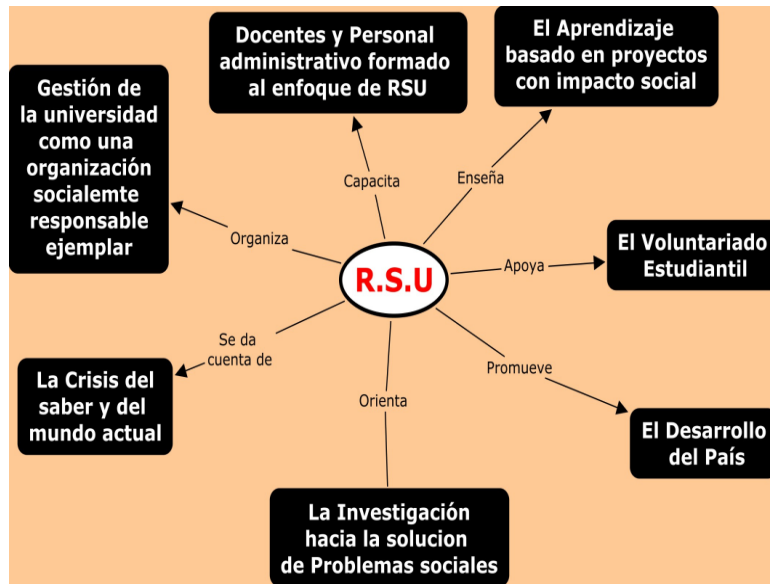 Docentes y Personal
administrativo formado
al enfoque de RSU
El Aprendizaje
basado en proyectos
con impacto social
Gestión de
la universidad
como una
organización
socialemte
responsable
ejemplar
Capacita
Enseña
Organiza
R.S.U
Apoya
El Voluntariado
Estudiantil
Se da
cuenta de
Promueve
La Crisis del
saber y del
mundo actual
Orienta
El Desarrollo
del País
La Investigación
hacia la solucion
de Problemas sociales